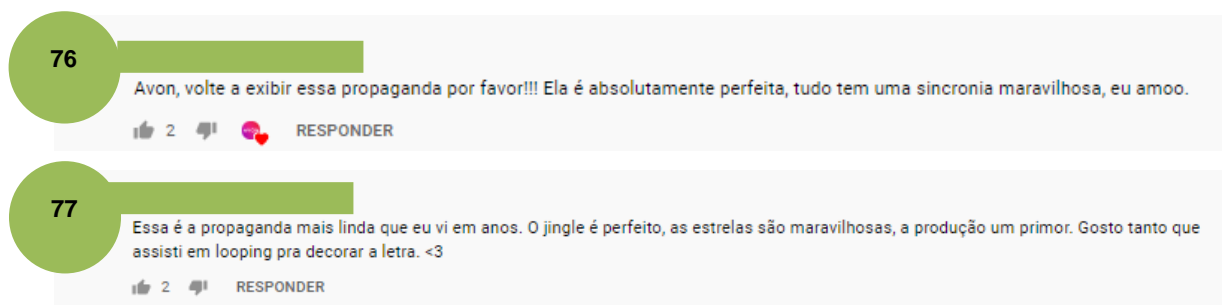 76
Avon, volte a exibir essa propaganda por favor!!! Ela é absolutamente perfeita, tudo tem uma sincronia maravilhosa, eu amoo.
2 RESPONDER
77
Essa é a propaganda mais linda que eu vi em anos. O jingle é perfeito, as estrelas são maravilhosas, a produção um primor. Gosto tanto que
assisti em looping pra decorar a letra. <3
2 RESPONDER